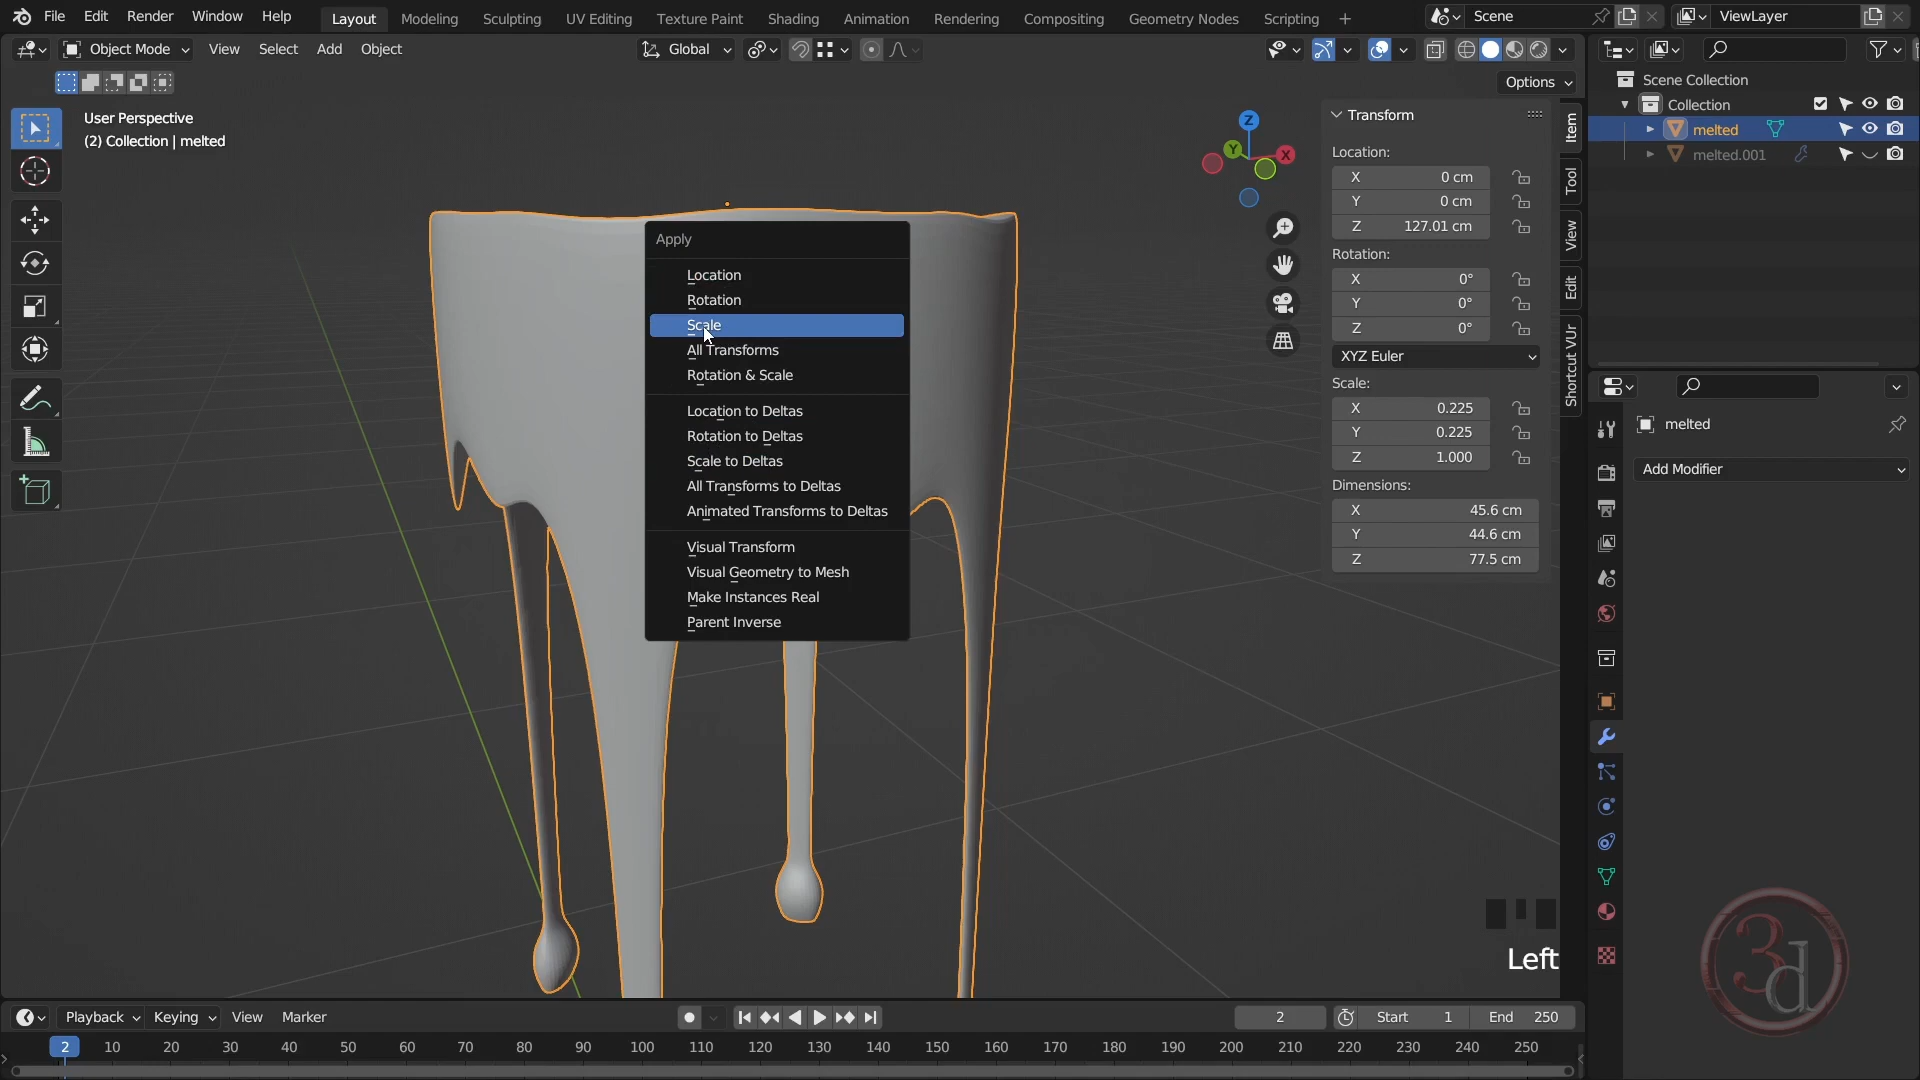 File Edit Render Window Help Layout Modeling Sculpting UV Editing Texture Paint Shading Animation Rendering Compositing Geometry Nodes Scripting + Scene ViewLayer
Object Mode View Select Add Object Global
Options
User Perspective
(2) Collection | melted
Z
Y
X
Transform
Location:
X 0 cm
Y 0 cm
Z 127.01 cm
Rotation:
X 0°
Y 0°
Z 0°
XYZ Euler
Scale:
X 0.225
Y 0.225
Z 1.000
Dimensions:
X 45.6 cm
Y 44.6 cm
Z 77.5 cm
Item
Tool
View
Edit
Shortcut VUr
Apply
Location
Rotation
Scale
All Transforms
Rotation & Scale
Location to Deltas
Rotation to Deltas
Scale to Deltas
All Transforms to Deltas
Animated Transforms to Deltas
Visual Transform
Visual Geometry to Mesh
Make Instances Real
Parent Inverse
Scene Collection
Collection
melted
melted.001
melted
Add Modifier
3d
Left
Playback Keying View Marker 2 Start 1 End 250
2 10 20 30 40 50 60 70 80 90 100 110 120 130 140 150 160 170 180 190 200 210 220 230 240 250